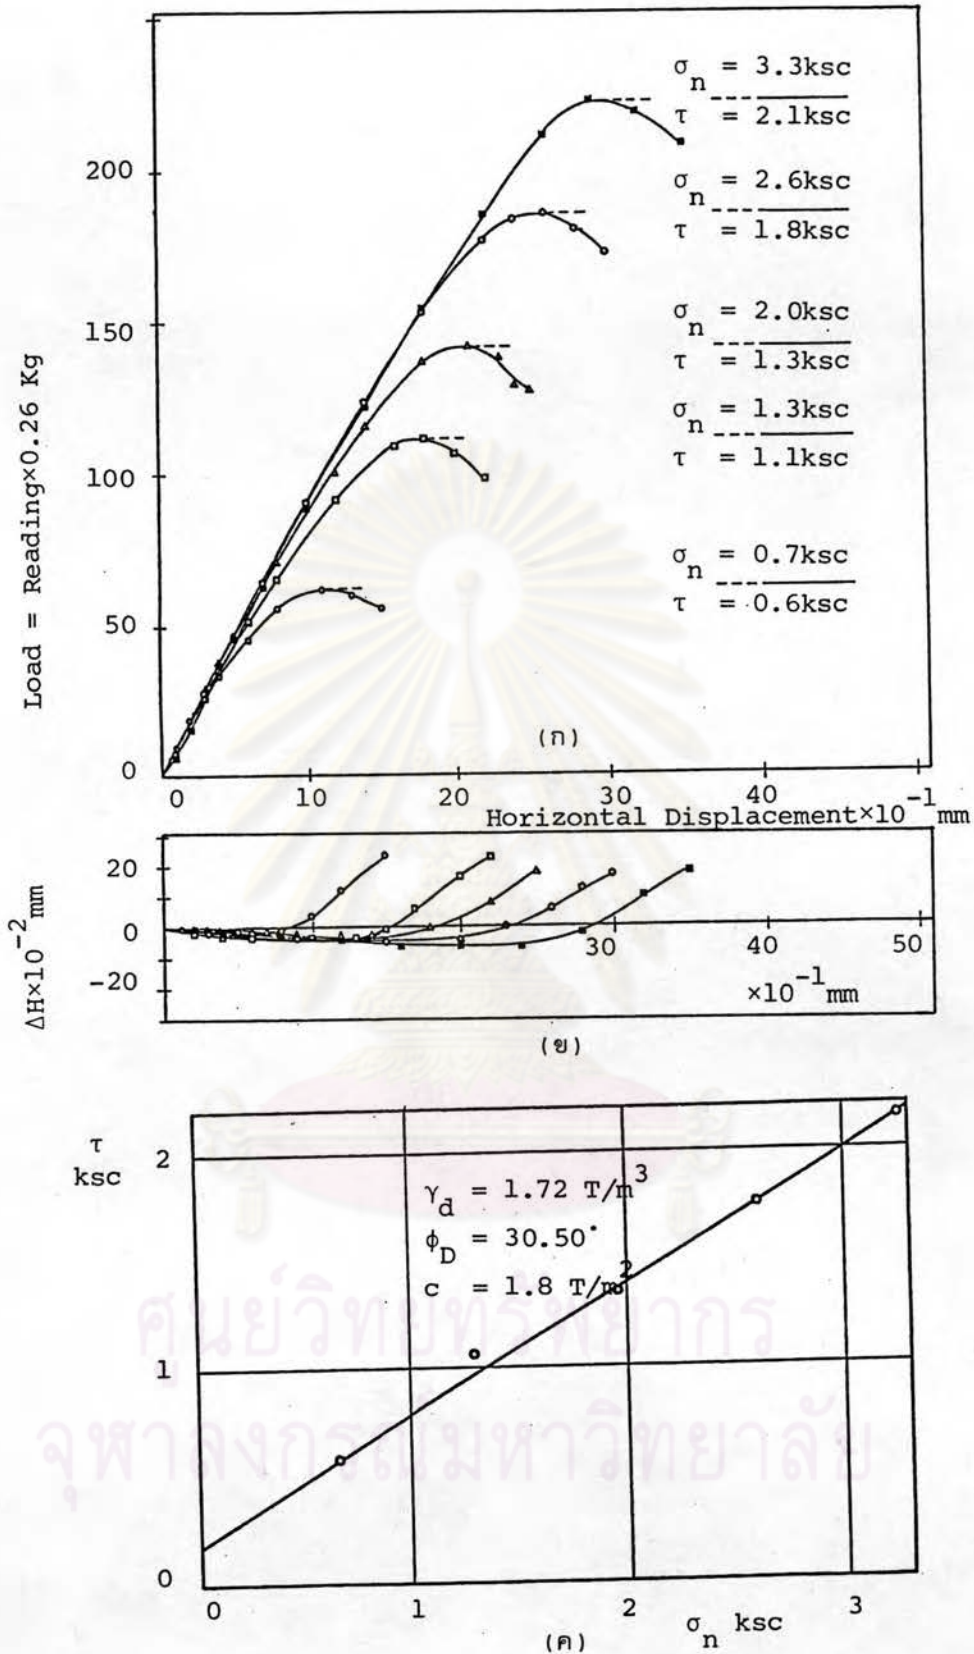 σn = 3.3ksc
τ = 2.1ksc
200
σn = 2.6ksc
τ = 1.8ksc
150
σn = 2.0ksc
τ = 1.3ksc
σn = 1.3ksc
τ = 1.1ksc
100
σn = 0.7ksc
τ = 0.6ksc
50
0
Load = Reading×0.26 Kg
(ก)
0 10 20 30 40
Horizontal Displacement×10⁻¹ mm
20
0
-20
ΔH×10⁻² mm
20 30 40 50
×10⁻¹mm
(ข)
τ
ksc
2
γd = 1.72 T/m³
ϕD = 30.50°
c = 1.8 T/m²
1
0
0 1 2 3
σn ksc
(ค)
ศูนย์วิทยทรัพยากร
จุฬาลงกรณ์มหาวิทยาลัย